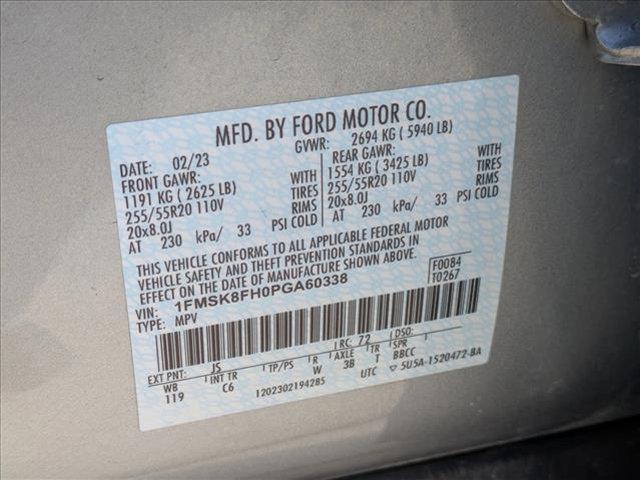 MFD. BY FORD MOTOR CO.
DATE: 02/23 GVWR: 2694 KG ( 5940 LB)
FRONT GAWR: REAR GAWR:
1191 KG ( 2625 LB) WITH 1554 KG ( 3425 LB) WITH
255/55R20 110V TIRES 255/55R20 110V TIRES
20x8.0J RIMS 20x8.0J RIMS
AT 230 kPa/ 33 PSI COLD AT 230 kPa/ 33 PSI COLD
THIS VEHICLE CONFORMS TO ALL APPLICABLE FEDERAL MOTOR
VEHICLE SAFETY AND THEFT PREVENTION STANDARDS IN
EFFECT ON THE DATE OF MANUFACTURE SHOWN ABOVE.
VIN: 1FMSK8FH0PGA60338 F0084
TYPE: MPV T0267
EXT PNT: JS RC: 72 DSO:
WB INT TR TP/PS R AXLE TR SPR
119 C6 W 3B T BBCC
1202302194285 UTC 5U5A-1520472-BA